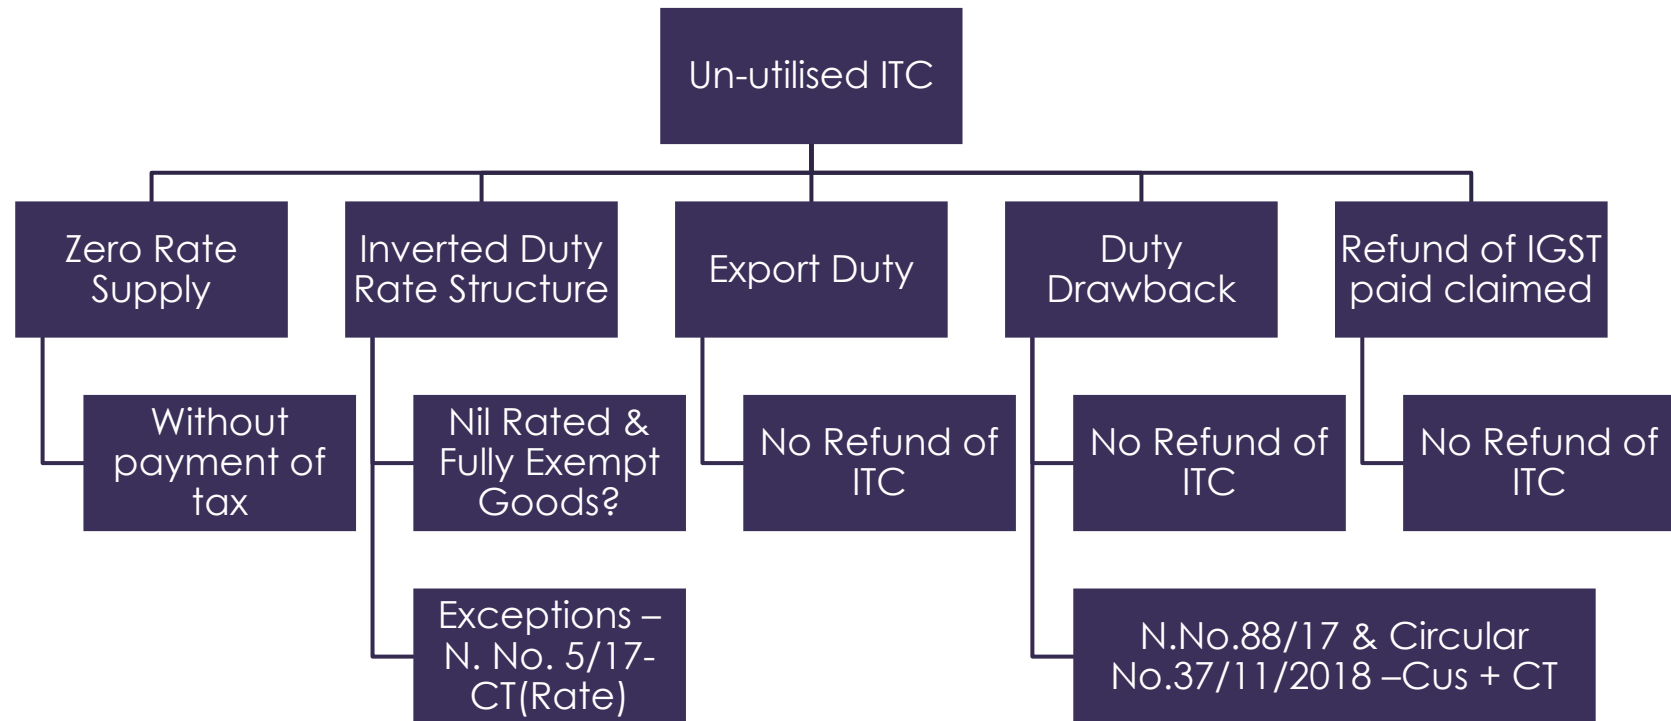 Un-utilised ITC
Zero Rate
Supply
Inverted Duty
Rate Structure
Export Duty
Duty
Drawback
Refund of IGST
paid claimed
Without
payment of
tax
Nil Rated &
Fully Exempt
Goods?
No Refund of
ITC
No Refund of
ITC
No Refund of
ITC
Exceptions –
N. No. 5/17-
CT(Rate)
N.No.88/17 & Circular
No.37/11/2018 –Cus + CT